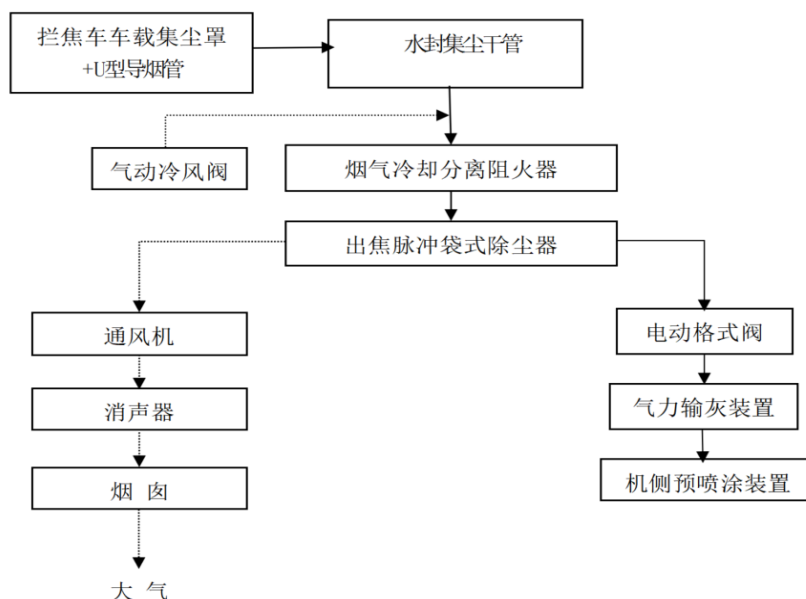 拦焦车车载集尘罩
+U型导烟管
水封集尘干管
气动冷风阀
烟气冷却分离阻火器
出焦脉冲袋式除尘器
通风机
电动格式阀
消声器
气力输灰装置
烟 囱
机侧预喷涂装置
大 气